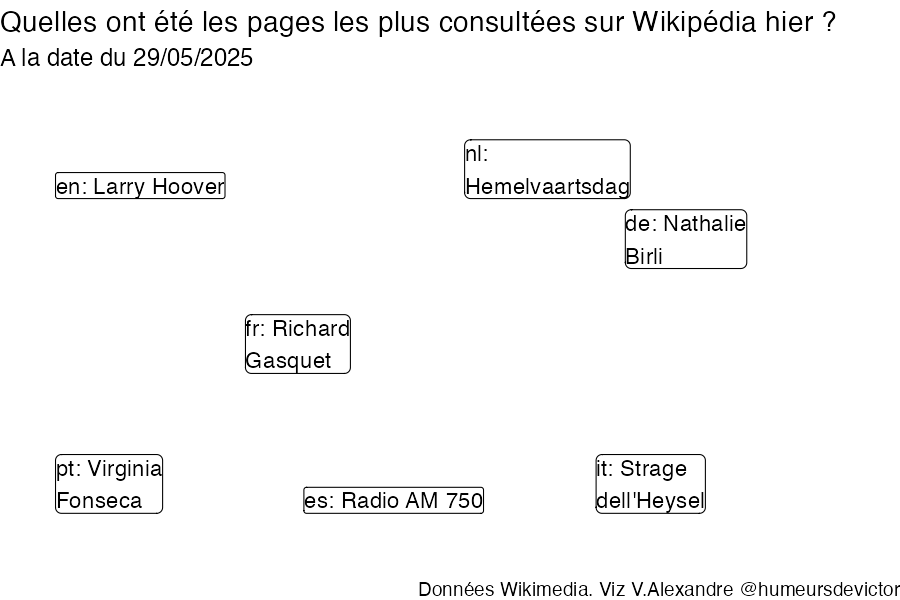 Quelles ont été les pages les plus consultées sur Wikipédia hier ?
A la date du 29/05/2025
en: Larry Hoover
nl:
Hemelvaartsdag
de: Nathalie
Birli
fr: Richard
Gasquet
pt: Virginia
Fonseca
es: Radio AM 750
it: Strage
dell'Heysel
Données Wikimedia. Viz V.Alexandre @humeursdevictor